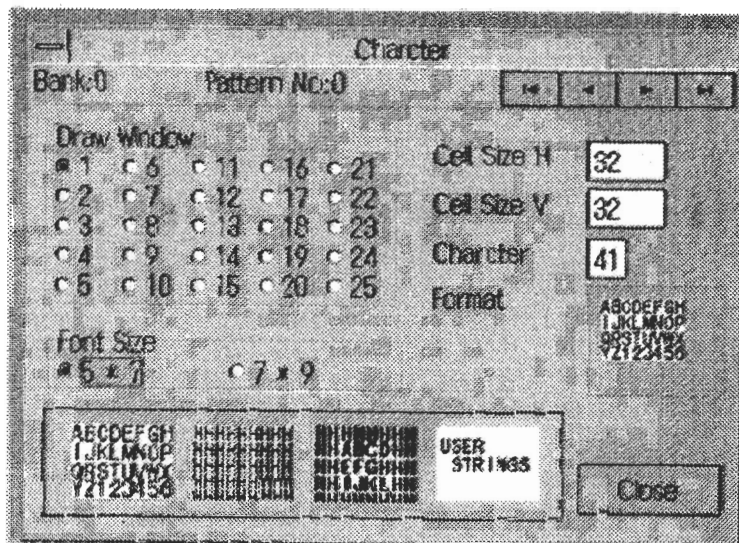 Charcter
Bank:0 Pattern No:0
Draw Window
1 6 11 16 21
2 7 12 17 22
3 8 13 18 23
4 9 14 19 24
5 10 15 20 25
Cell Size H 32
Cell Size V 32
Charcter 41
Format
ABCDEFGH
IJKLMNOP
QRSTUVWX
YZ123456
Font Size
5 * 7 7 * 9
ABCDEFGH
IJKLMNOP
QRSTUVWX
YZ123456
USER
STRINGS
Close